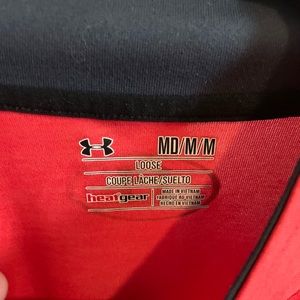 MD/M/M
LOOSE
COUPE LÂCHE/SUELTO
heatgear
MADE IN VIETNAM
FABRIQUÉ AU VIETNAM
HECHO EN VIETNAM